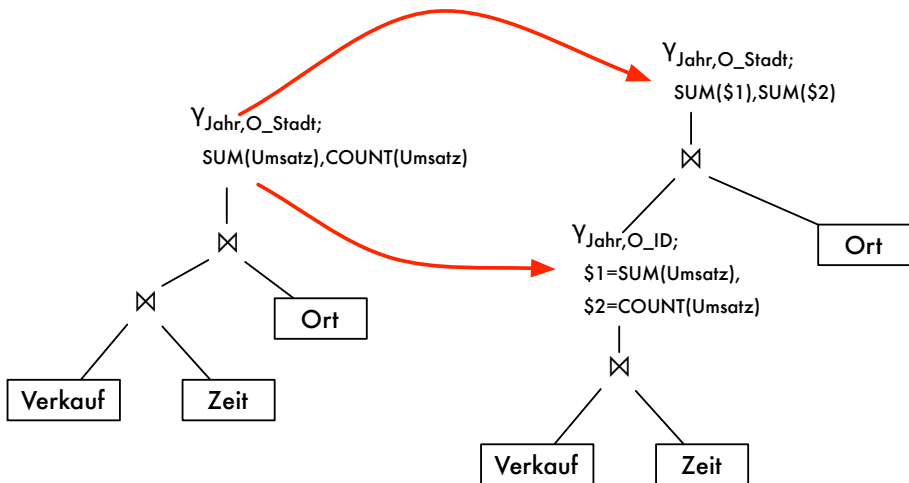 γJahr,O_Stadt;
SUM(Umsatz),COUNT(Umsatz)
⋈
⋈
Ort
Verkauf
Zeit
γJahr,O_Stadt;
SUM($1),SUM($2)
⋈
Ort
γJahr,O_ID;
$1=SUM(Umsatz),
$2=COUNT(Umsatz)
⋈
Verkauf
Zeit